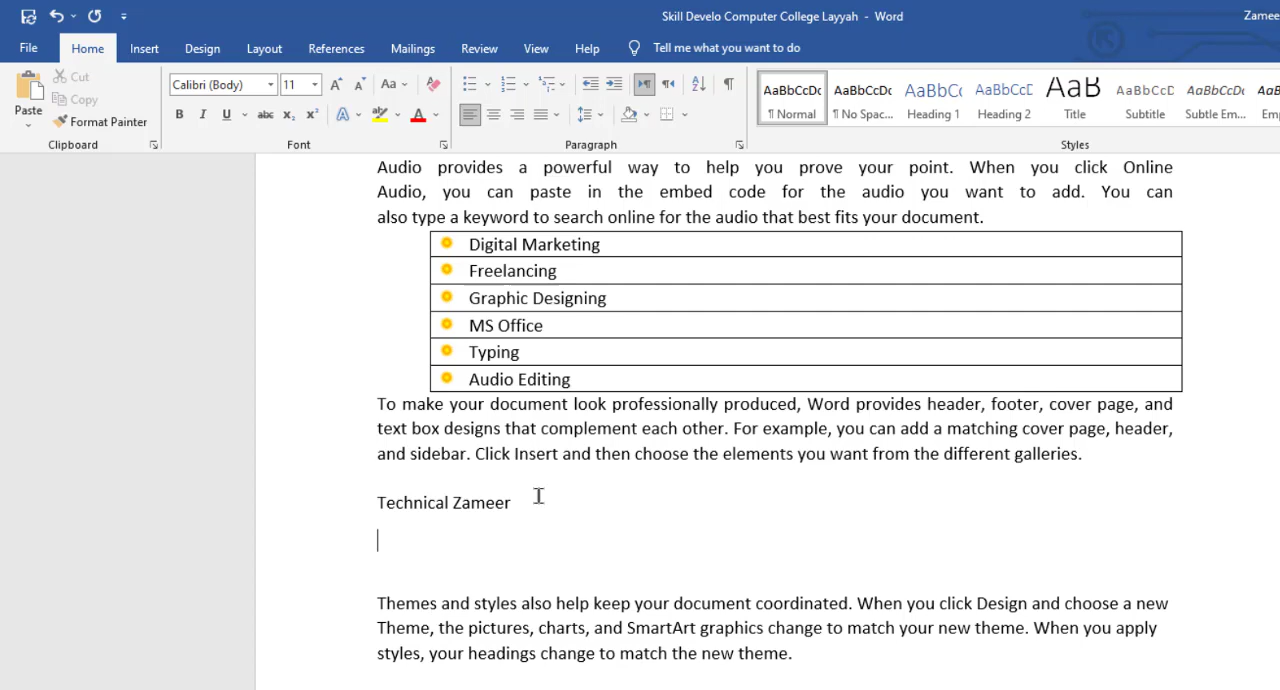 Skill Develo Computer College Layyah - Word
Zamee
File Home Insert Design Layout References Mailings Review View Help Tell me what you want to do
Paste
Cut
Copy
Format Painter
Clipboard
Calibri (Body) 11 Aa
B I U abc x₂ x² A A
Font
Paragraph
AaBbCcDc AaBbCcDc AaBbCc AaBbCcC AaB AaBbCcD AaBbCcDc AaBb
¶ Normal ¶ No Spac... Heading 1 Heading 2 Title Subtitle Subtle Em... Emp
Styles
Audio provides a powerful way to help you prove your point. When you click Online
Audio, you can paste in the embed code for the audio you want to add. You can
also type a keyword to search online for the audio that best fits your document.
Digital Marketing
Freelancing
Graphic Designing
MS Office
Typing
Audio Editing
To make your document look professionally produced, Word provides header, footer, cover page, and
text box designs that complement each other. For example, you can add a matching cover page, header,
and sidebar. Click Insert and then choose the elements you want from the different galleries.
Technical Zameer
Themes and styles also help keep your document coordinated. When you click Design and choose a new
Theme, the pictures, charts, and SmartArt graphics change to match your new theme. When you apply
styles, your headings change to match the new theme.